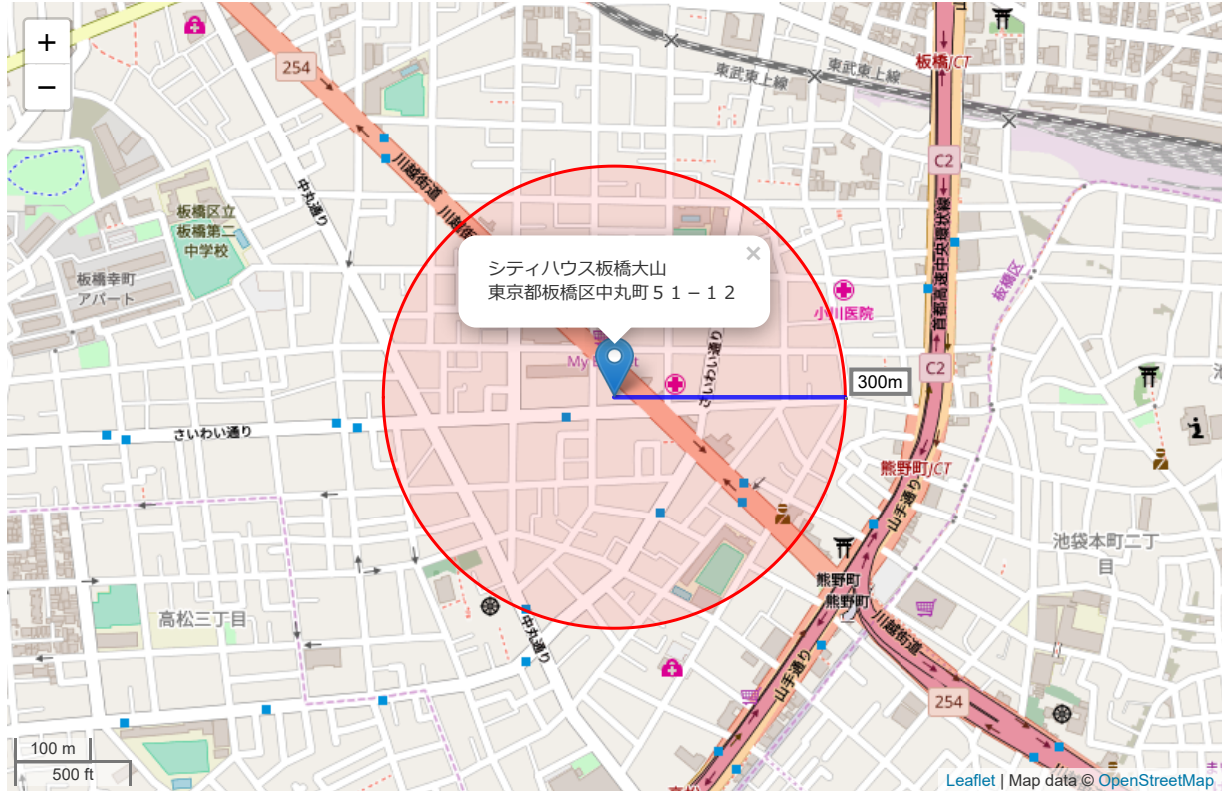 +
−
254
板橋JCT
東武東上線
東武東上線
C2
中丸通り
川越街道
板橋区立
板橋第二
中学校
首都高速中央環状線
板橋区
板橋幸町
アパート
×
シティハウス板橋大山
東京都板橋区中丸町５１−１２
小川医院
C2
300m
さいわい通り
熊野町JCT
山手通り
池袋本町二丁
目
熊野町
熊野町
高松三丁目
中丸通り
川越街道
山手通り
254
100 m
500 ft
Leaflet | Map data © OpenStreetMap